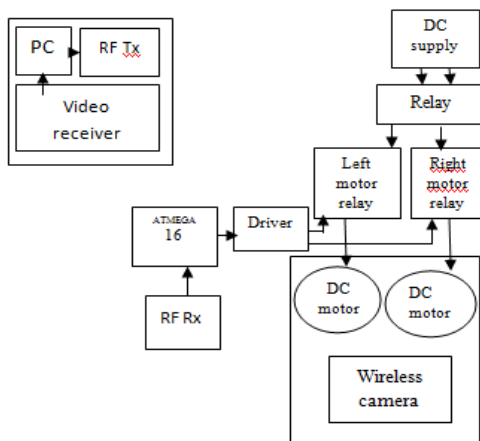 PC
RF Tx
Video
receiver
DC
supply
Relay
Left
motor
relay
Right
motor
relay
ATMEGA
16
Driver
RF Rx
DC
motor
DC
motor
Wireless
camera